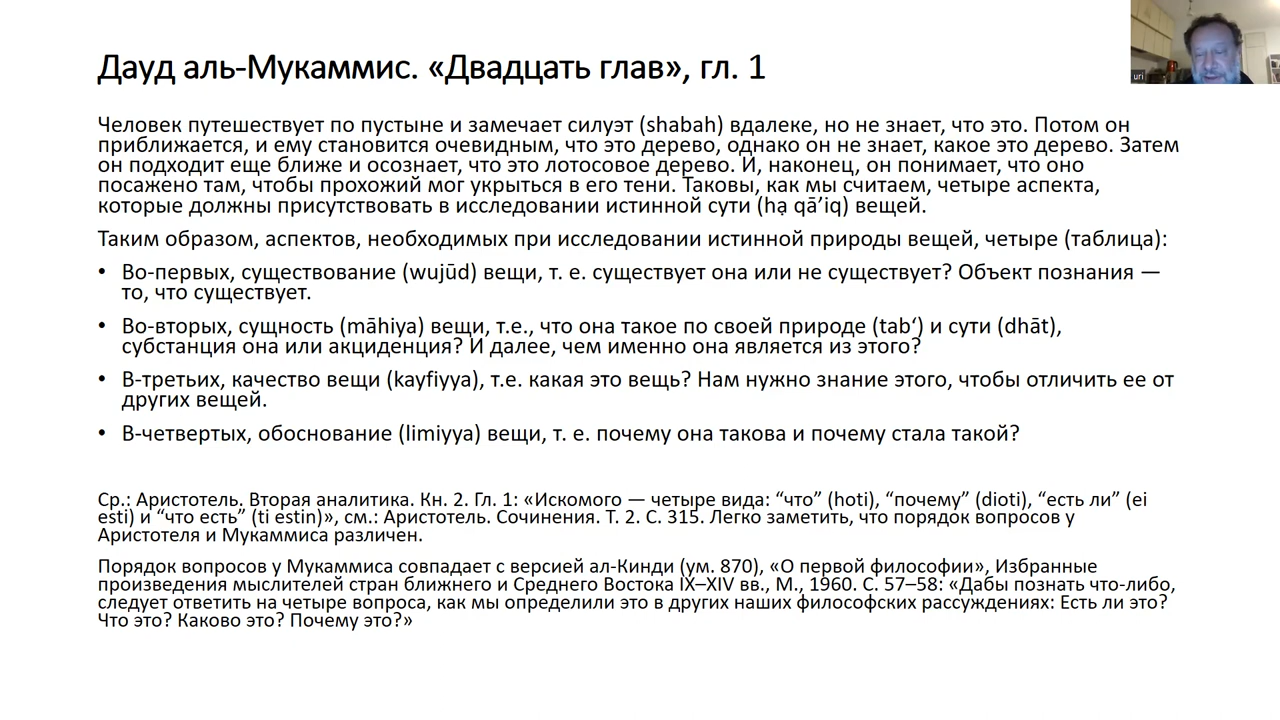 Дауд аль-Мукаммис. «Двадцать глав», гл. 1
uri
Человек путешествует по пустыне и замечает силуэт (shabah) вдалеке, но не знает, что это. Потом он
приближается, и ему становится очевидным, что это дерево, однако он не знает, какое это дерево. Затем
он подходит еще ближе и осознает, что это лотосовое дерево. И, наконец, он понимает, что оно
посажено там, чтобы прохожий мог укрыться в его тени. Таковы, как мы считаем, четыре аспекта,
которые должны присутствовать в исследовании истинной сути (hạ qā’iq) вещей.
Таким образом, аспектов, необходимых при исследовании истинной природы вещей, четыре (таблица):
• Во-первых, существование (wujūd) вещи, т. е. существует она или не существует? Объект познания —
то, что существует.
• Во-вторых, сущность (māhiya) вещи, т.е., что она такое по своей природе (tab‘) и сути (dhāt),
субстанция она или акциденция? И далее, чем именно она является из этого?
• В-третьих, качество вещи (kayfiyya), т.е. какая это вещь? Нам нужно знание этого, чтобы отличить ее от
других вещей.
• В-четвертых, обоснование (limiyya) вещи, т. е. почему она такова и почему стала такой?
Ср.: Аристотель. Вторая аналитика. Кн. 2. Гл. 1: «Искомого — четыре вида: “что” (hoti), “почему” (dioti), “есть ли” (ei
esti) и “что есть” (ti estin)», см.: Аристотель. Сочинения. Т. 2. С. 315. Легко заметить, что порядок вопросов у
Аристотеля и Мукаммиса различен.
Порядок вопросов у Мукаммиса совпадает с версией ал-Кинди (ум. 870), «О первой философии», Избранные
произведения мыслителей стран ближнего и Среднего Востока IX–XIV вв., М., 1960. С. 57–58: «Дабы познать что-либо,
следует ответить на четыре вопроса, как мы определили это в других наших философских рассуждениях: Есть ли это?
Что это? Каково это? Почему это?»